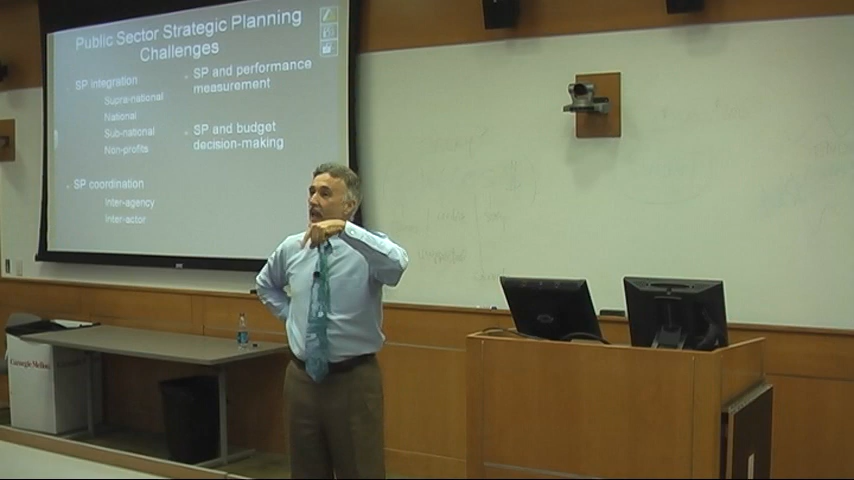 Public Sector Strategic Planning
Challenges
SP integration
Supra-national
National
Sub-national
Non-profits
• SP coordination
Inter-agency
Inter-actor
• SP and performance
measurement
• SP and budget
decision-making
Carnegie Mellon